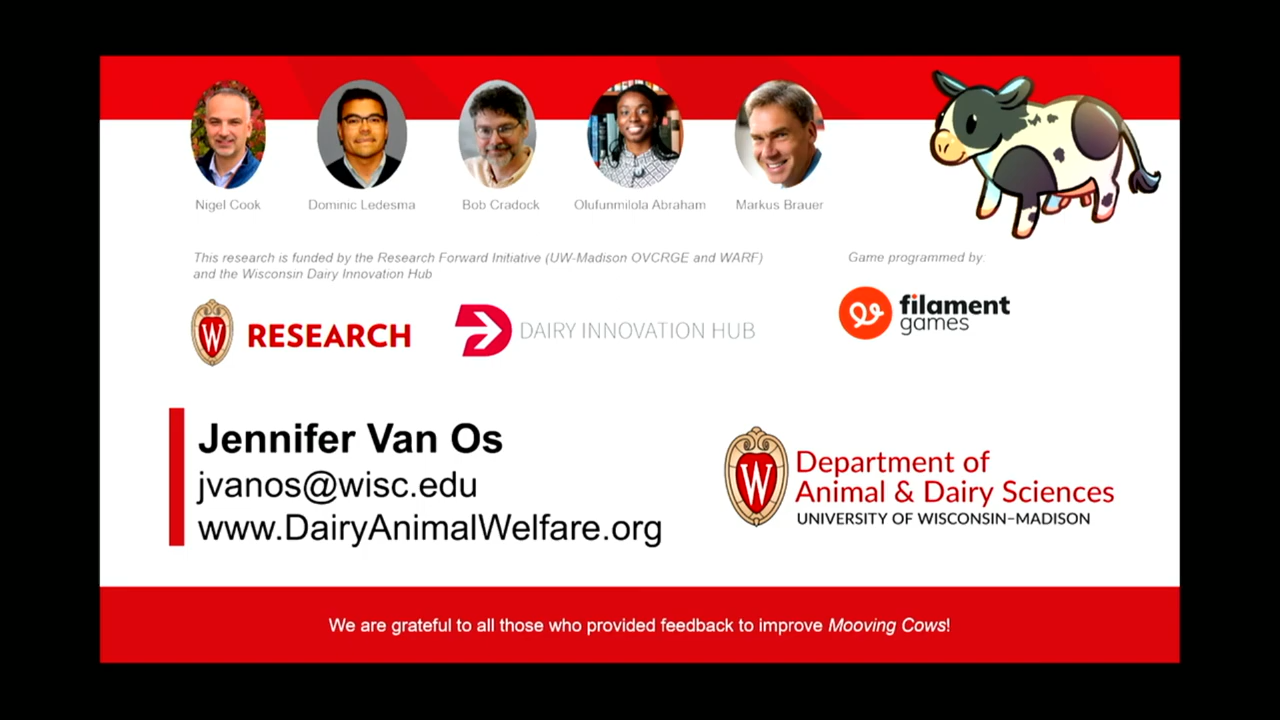 Nigel Cook
Dominic Ledesma
Bob Cradock
Olufunmilola Abraham
Markus Brauer
This research is funded by the Research Forward Initiative (UW-Madison OVCRGE and WARF)
and the Wisconsin Dairy Innovation Hub
Game programmed by:
W RESEARCH
DAIRY INNOVATION HUB
filament
games
Jennifer Van Os
jvanos@wisc.edu
www.DairyAnimalWelfare.org
W
Department of
Animal & Dairy Sciences
UNIVERSITY OF WISCONSIN–MADISON
We are grateful to all those who provided feedback to improve Mooving Cows!